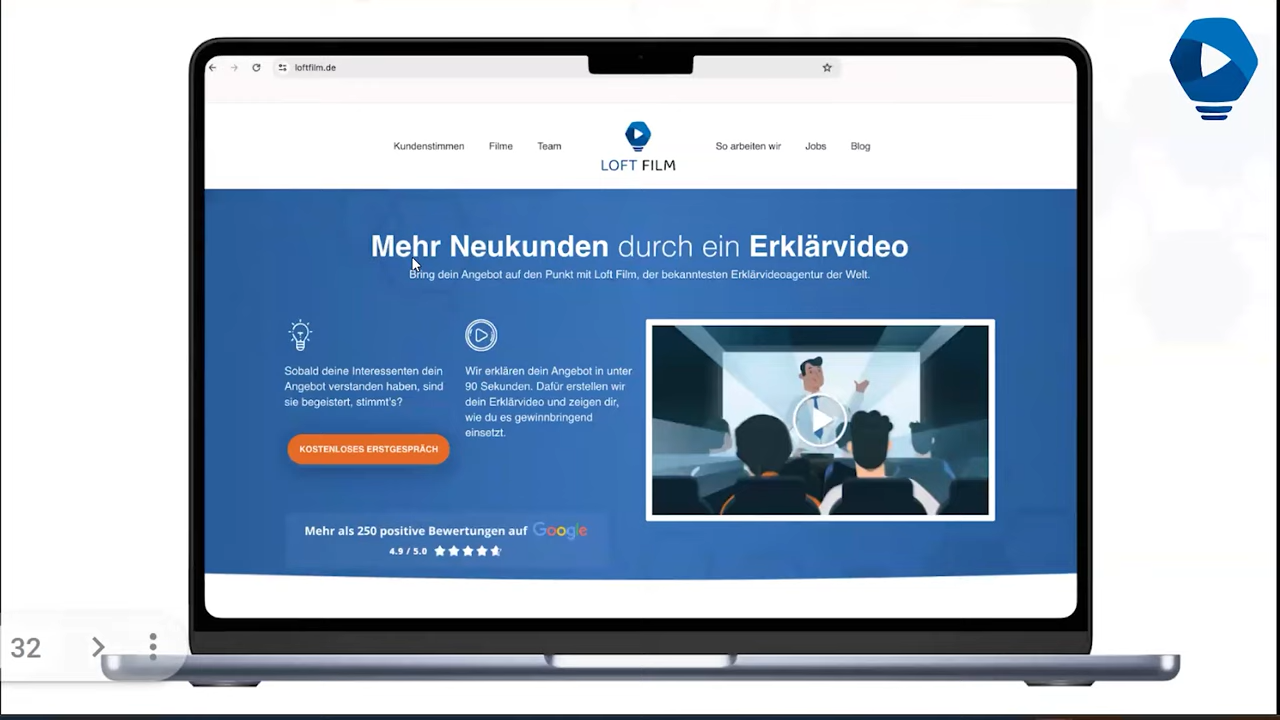 loftfilm.de
Kundenstimmen Filme Team So arbeiten wir Jobs Blog
LOFT FILM
Mehr Neukunden durch ein Erklärvideo
Bring dein Angebot auf den Punkt mit Loft Film, der bekanntesten Erklärvideoagentur der Welt.
Sobald deine Interessenten dein
Angebot verstanden haben, sind
sie begeistert, stimmt's?
KOSTENLOSES ERSTGESPRÄCH
Wir erklären dein Angebot in unter
90 Sekunden. Dafür erstellen wir
dein Erklärvideo und zeigen dir,
wie du es gewinnbringend
einsetzt.
Mehr als 250 positive Bewertungen auf Google
4.9 / 5.0
32